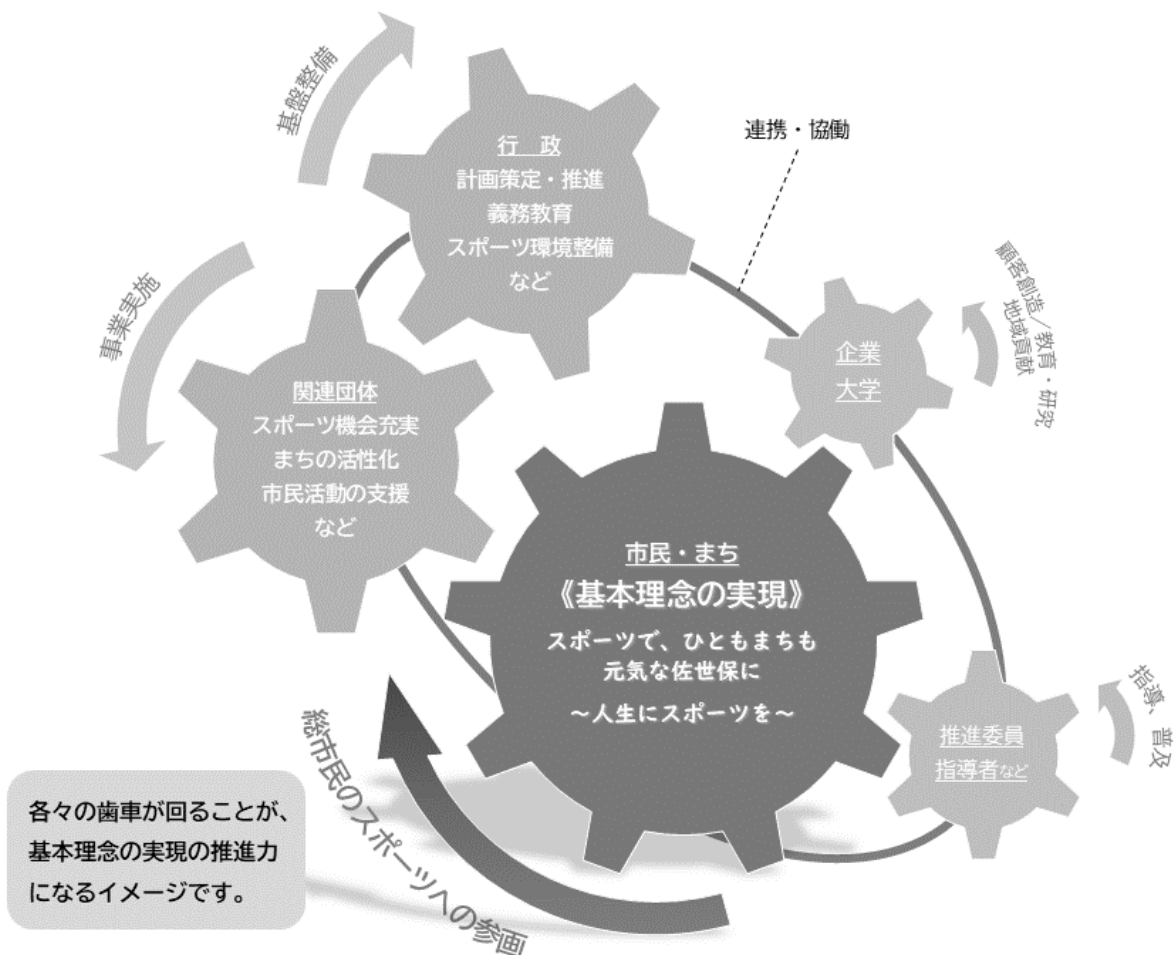 基盤整備
行　政
計画策定・推進
義務教育
スポーツ環境整備
など
連携・協働
事業実施
関連団体
スポーツ機会充実
まちの活性化
市民活動の支援
など
企業
大学
顧客創造／教育・研究
地域貢献
市民・まち
《基本理念の実現》
スポーツで、ひともまちも
元気な佐世保に
～人生にスポーツを～
推進委員
指導者など
指導、普及
総市民のスポーツへの参画
各々の歯車が回ることが、
基本理念の実現の推進力
になるイメージです。